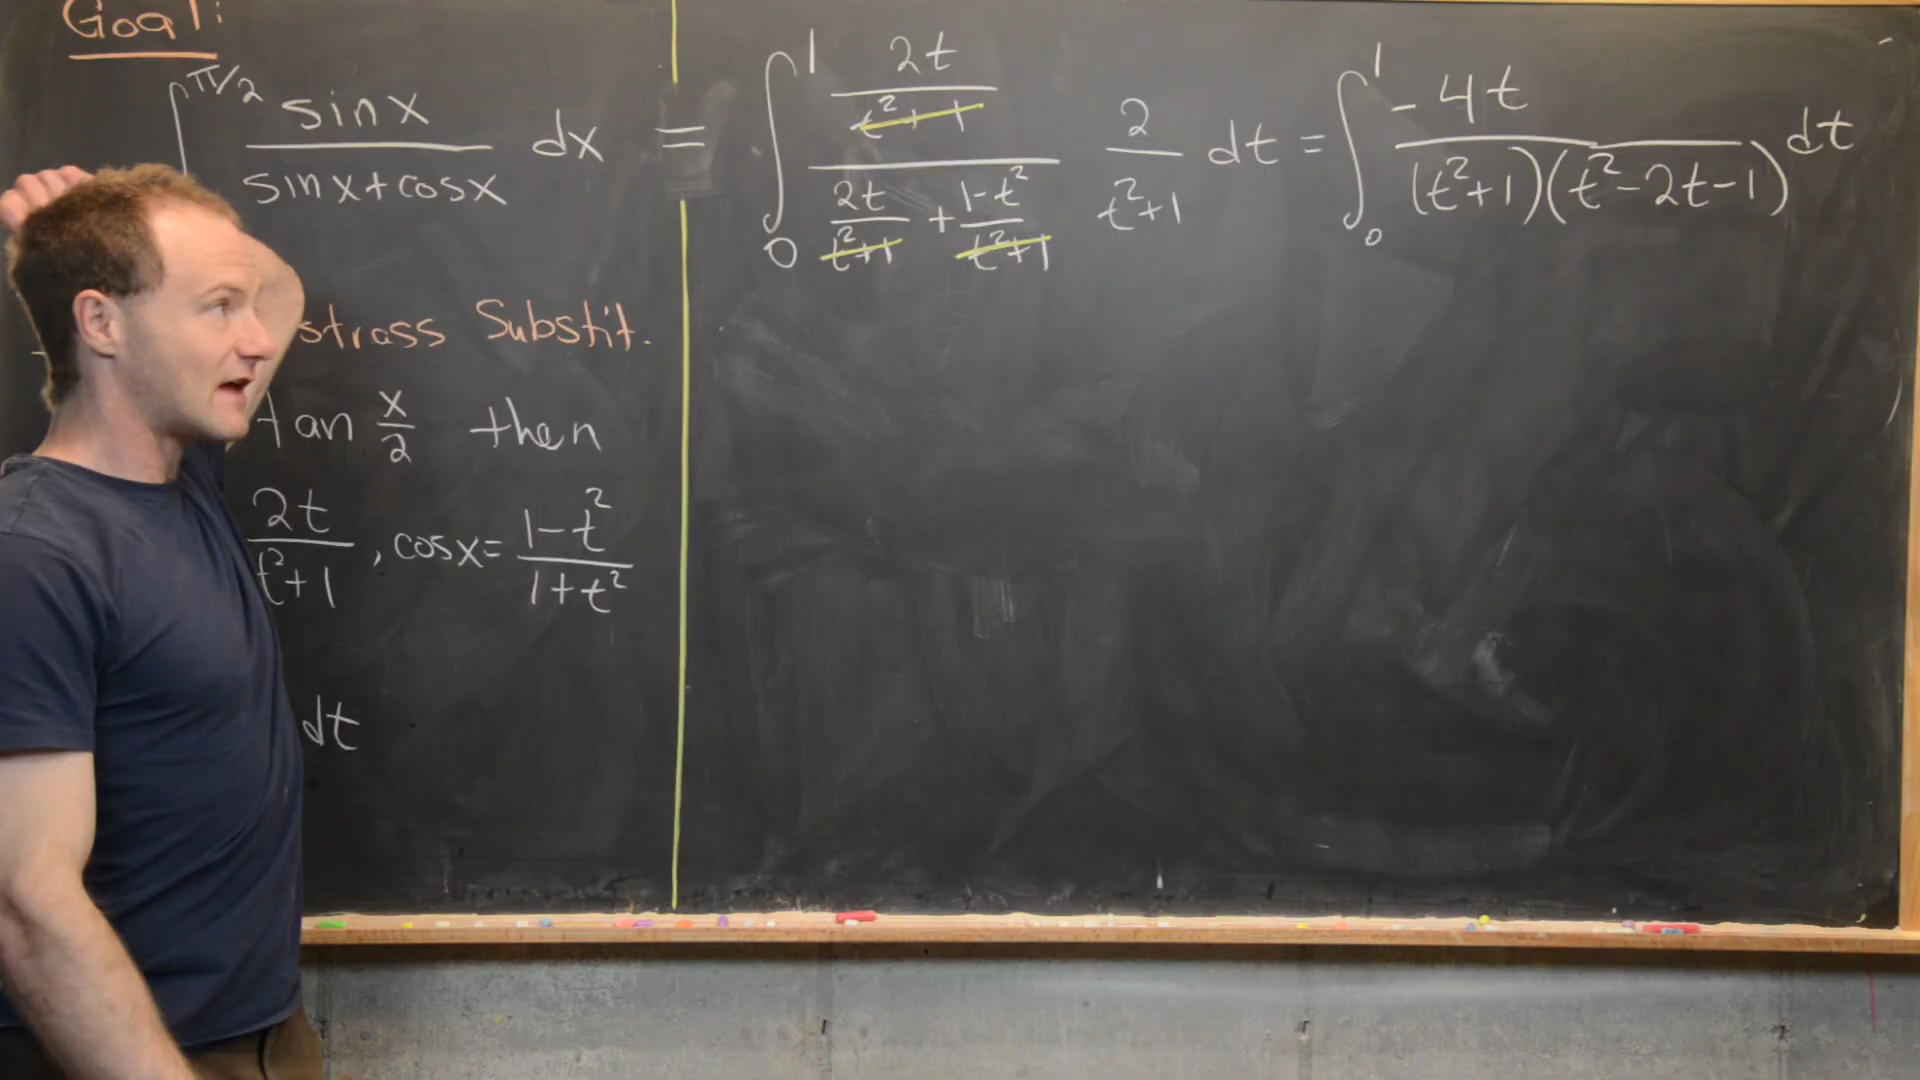 Goal:
∫^π/2 sinx/(sinx+cosx) dx = ∫_0^1 (2t/(t²+1))/(2t/(t²+1) + (1-t²)/(t²+1)) 2/(t²+1) dt = ∫_0^1 -4t/((t²+1)(t²-2t-1)) dt
Substit.
tan x/2 then
2t/(t²+1), cosx = (1-t²)/(1+t²)
dt